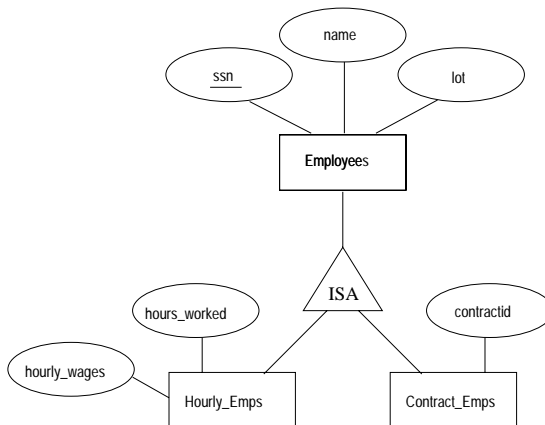 name
ssn
lot
Employees
ISA
hours_worked
contractid
hourly_wages
Hourly_Emps
Contract_Emps